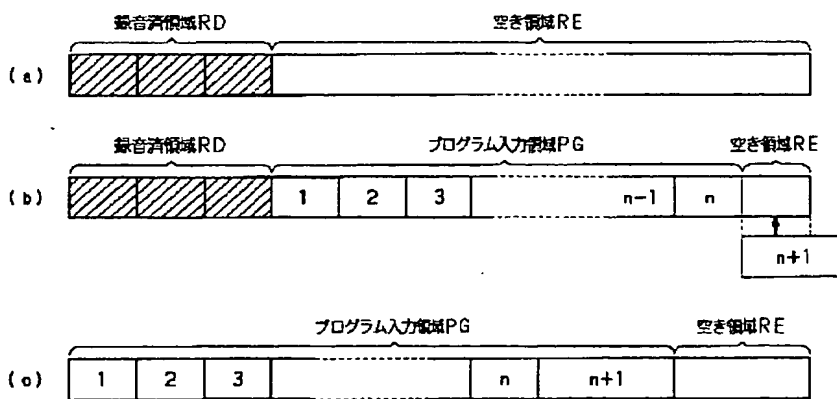 録音済領域RD 空き領域RE
(a)
録音済領域RD プログラム入力領域PG 空き領域RE
(b) 1 2 3 n-1 n
n+1
プログラム入力領域PG 空き領域RE
(c) 1 2 3 n n+1